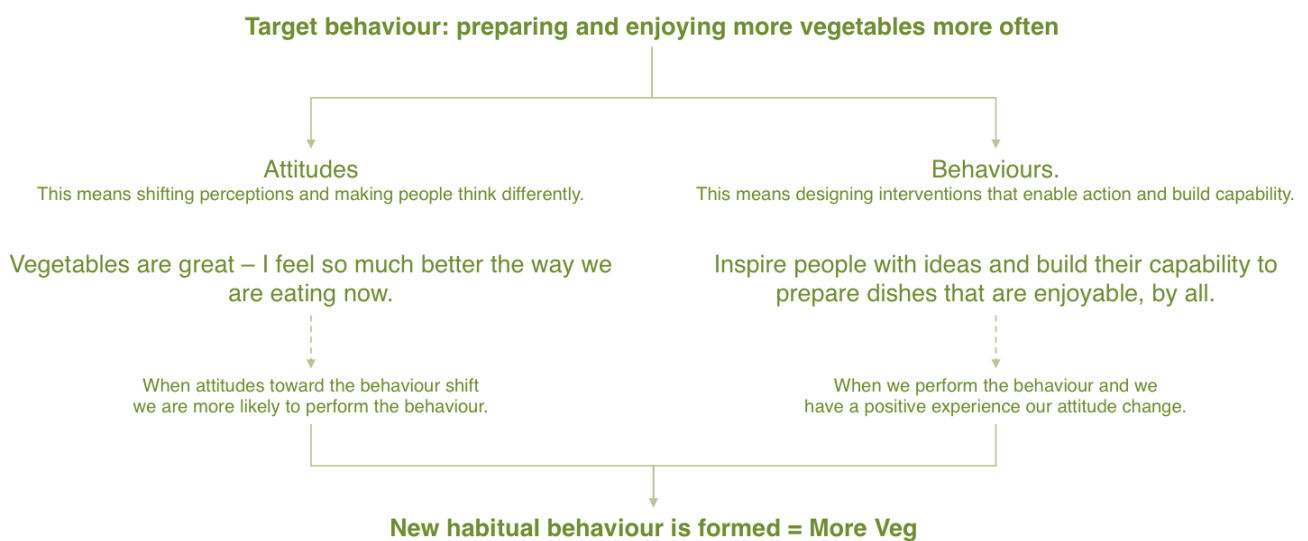 Target behaviour: preparing and enjoying more vegetables more often
Attitudes
This means shifting perceptions and making people think differently.
Vegetables are great – I feel so much better the way we
are eating now.
When attitudes toward the behaviour shift
we are more likely to perform the behaviour.
Behaviours.
This means designing interventions that enable action and build capability.
Inspire people with ideas and build their capability to
prepare dishes that are enjoyable, by all.
When we perform the behaviour and we
have a positive experience our attitude change.
New habitual behaviour is formed = More Veg